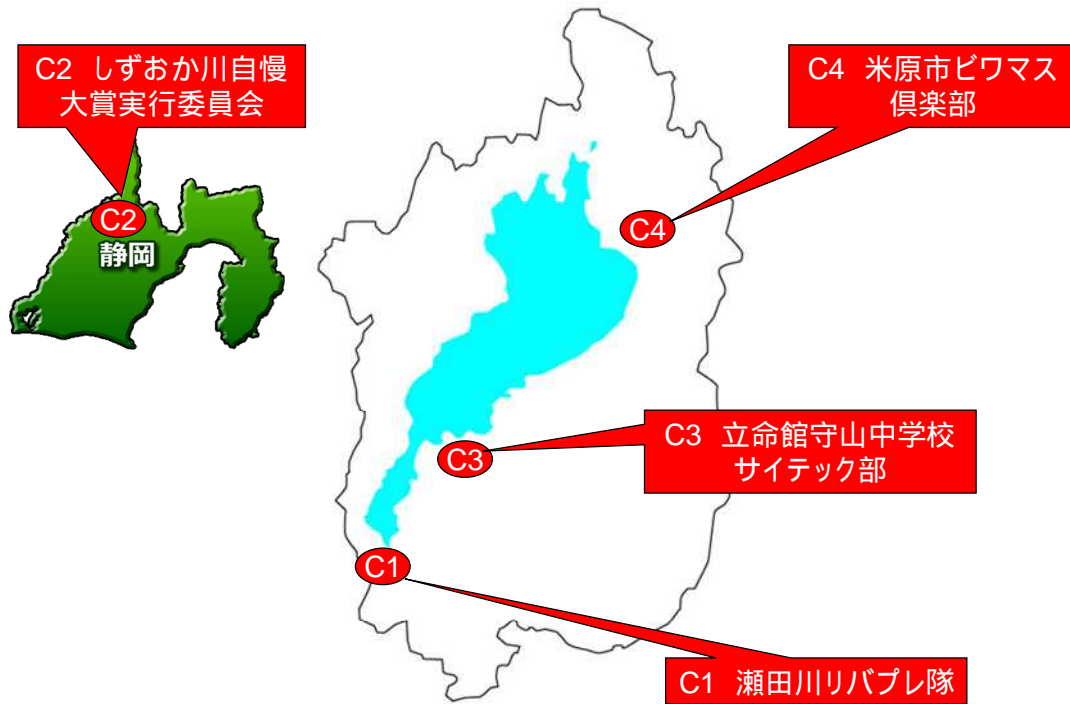 C2 しずおか川自慢
大賞実行委員会
C4 米原市ビワマス
倶楽部
C2
静岡
C4
C3 立命館守山中学校
サイテック部
C3
C1
C1 瀬田川リバプレ隊